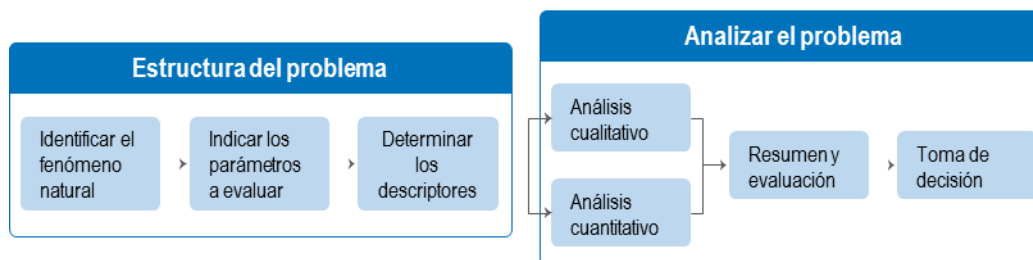 Estructura del problema
Identificar el
fenómeno
natural
Indicar los
parámetros
a evaluar
Determinar
los
descriptores
Analizar el problema
Análisis
cualitativo
Análisis
cuantitativo
Resumen y
evaluación
Toma de
decisión